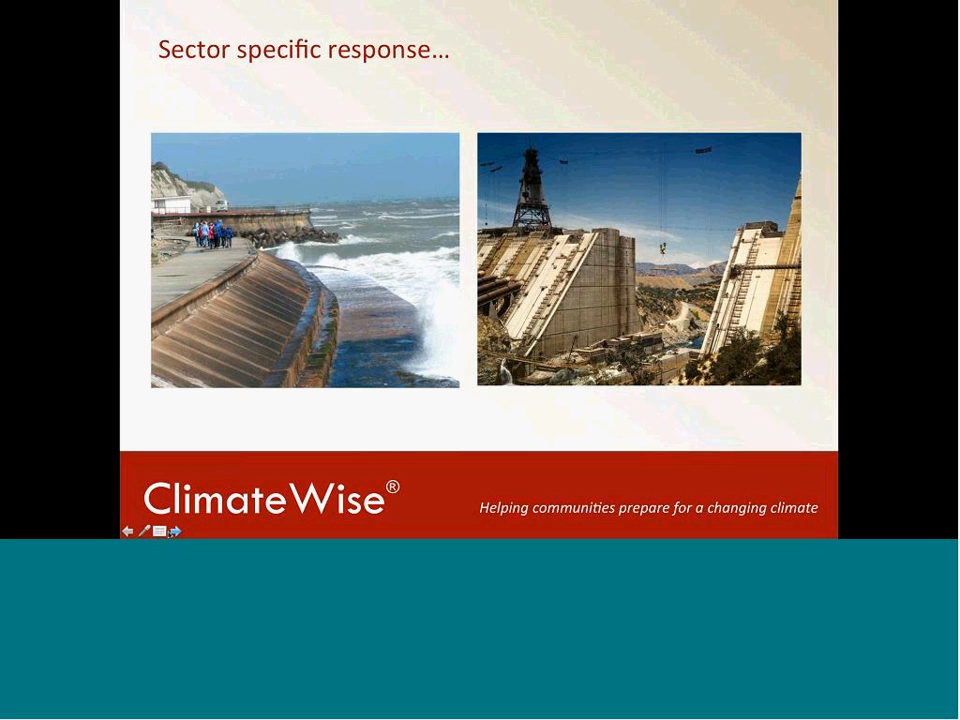 Sector specific response...
ClimateWise®
Helping communities prepare for a changing climate